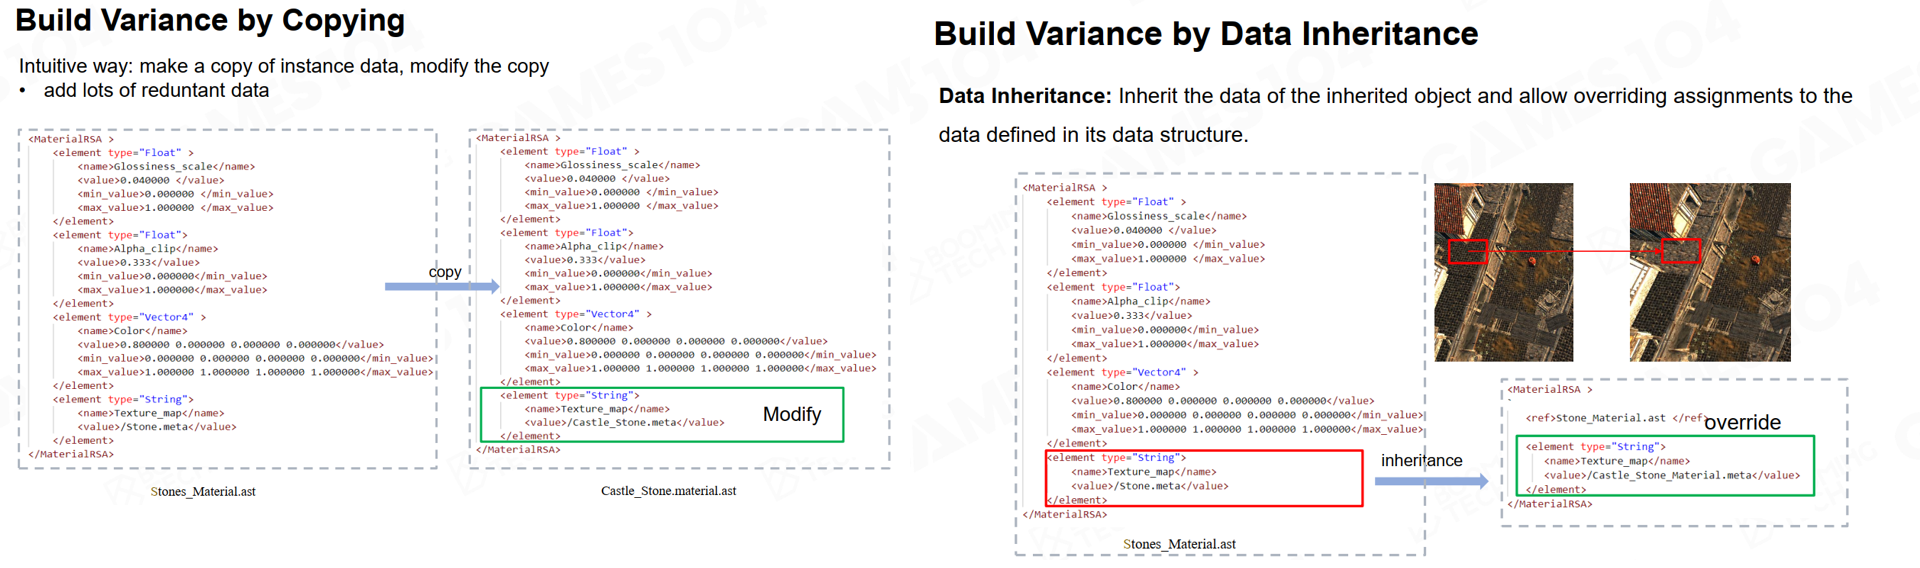 Build Variance by Copying
Intuitive way: make a copy of instance data, modify the copy
• add lots of reduntant data
<MaterialRSA >
<element type="Float" >
<name>Glossiness_scale</name>
<value>0.040000 </value>
<min_value>0.000000 </min_value>
<max_value>1.000000 </max_value>
</element>
<element type="Float">
<name>Alpha_clip</name>
<value>0.333</value>
<min_value>0.000000</min_value>
<max_value>1.000000</max_value>
</element>
<element type="Vector4" >
<name>Color</name>
<value>0.800000 0.000000 0.000000 0.000000</value>
<min_value>0.000000 0.000000 0.000000 0.000000</min_value>
<max_value>1.000000 1.000000 1.000000 1.000000</max_value>
</element>
<element type="String">
<name>Texture_map</name>
<value>/Stone.meta</value>
</element>
</MaterialRSA>
Stones_Material.ast
copy
<MaterialRSA >
<element type="Float" >
<name>Glossiness_scale</name>
<value>0.040000 </value>
<min_value>0.000000 </min_value>
<max_value>1.000000 </max_value>
</element>
<element type="Float">
<name>Alpha_clip</name>
<value>0.333</value>
<min_value>0.000000</min_value>
<max_value>1.000000</max_value>
</element>
<element type="Vector4" >
<name>Color</name>
<value>0.800000 0.000000 0.000000 0.000000</value>
<min_value>0.000000 0.000000 0.000000 0.000000</min_value>
<max_value>1.000000 1.000000 1.000000 1.000000</max_value>
</element>
<element type="String">
<name>Texture_map</name>
<value>/Castle_Stone.meta</value>
</element>
</MaterialRSA>
Modify
Castle_Stone.material.ast
Build Variance by Data Inheritance
Data Inheritance: Inherit the data of the inherited object and allow overriding assignments to the
data defined in its data structure.
<MaterialRSA >
<element type="Float" >
<name>Glossiness_scale</name>
<value>0.040000 </value>
<min_value>0.000000 </min_value>
<max_value>1.000000 </max_value>
</element>
<element type="Float">
<name>Alpha_clip</name>
<value>0.333</value>
<min_value>0.000000</min_value>
<max_value>1.000000</max_value>
</element>
<element type="Vector4" >
<name>Color</name>
<value>0.800000 0.000000 0.000000 0.000000</value>
<min_value>0.000000 0.000000 0.000000 0.000000</min_value>
<max_value>1.000000 1.000000 1.000000 1.000000</max_value>
</element>
<element type="String">
<name>Texture_map</name>
<value>/Stone.meta</value>
</element>
</MaterialRSA>
Stones_Material.ast
inheritance
<MaterialRSA >
<ref>Stone_Material.ast </ref>
override
<element type="String">
<name>Texture_map</name>
<value>/Castle_Stone_Material.meta</value>
</element>
</MaterialRSA>
GAMES104